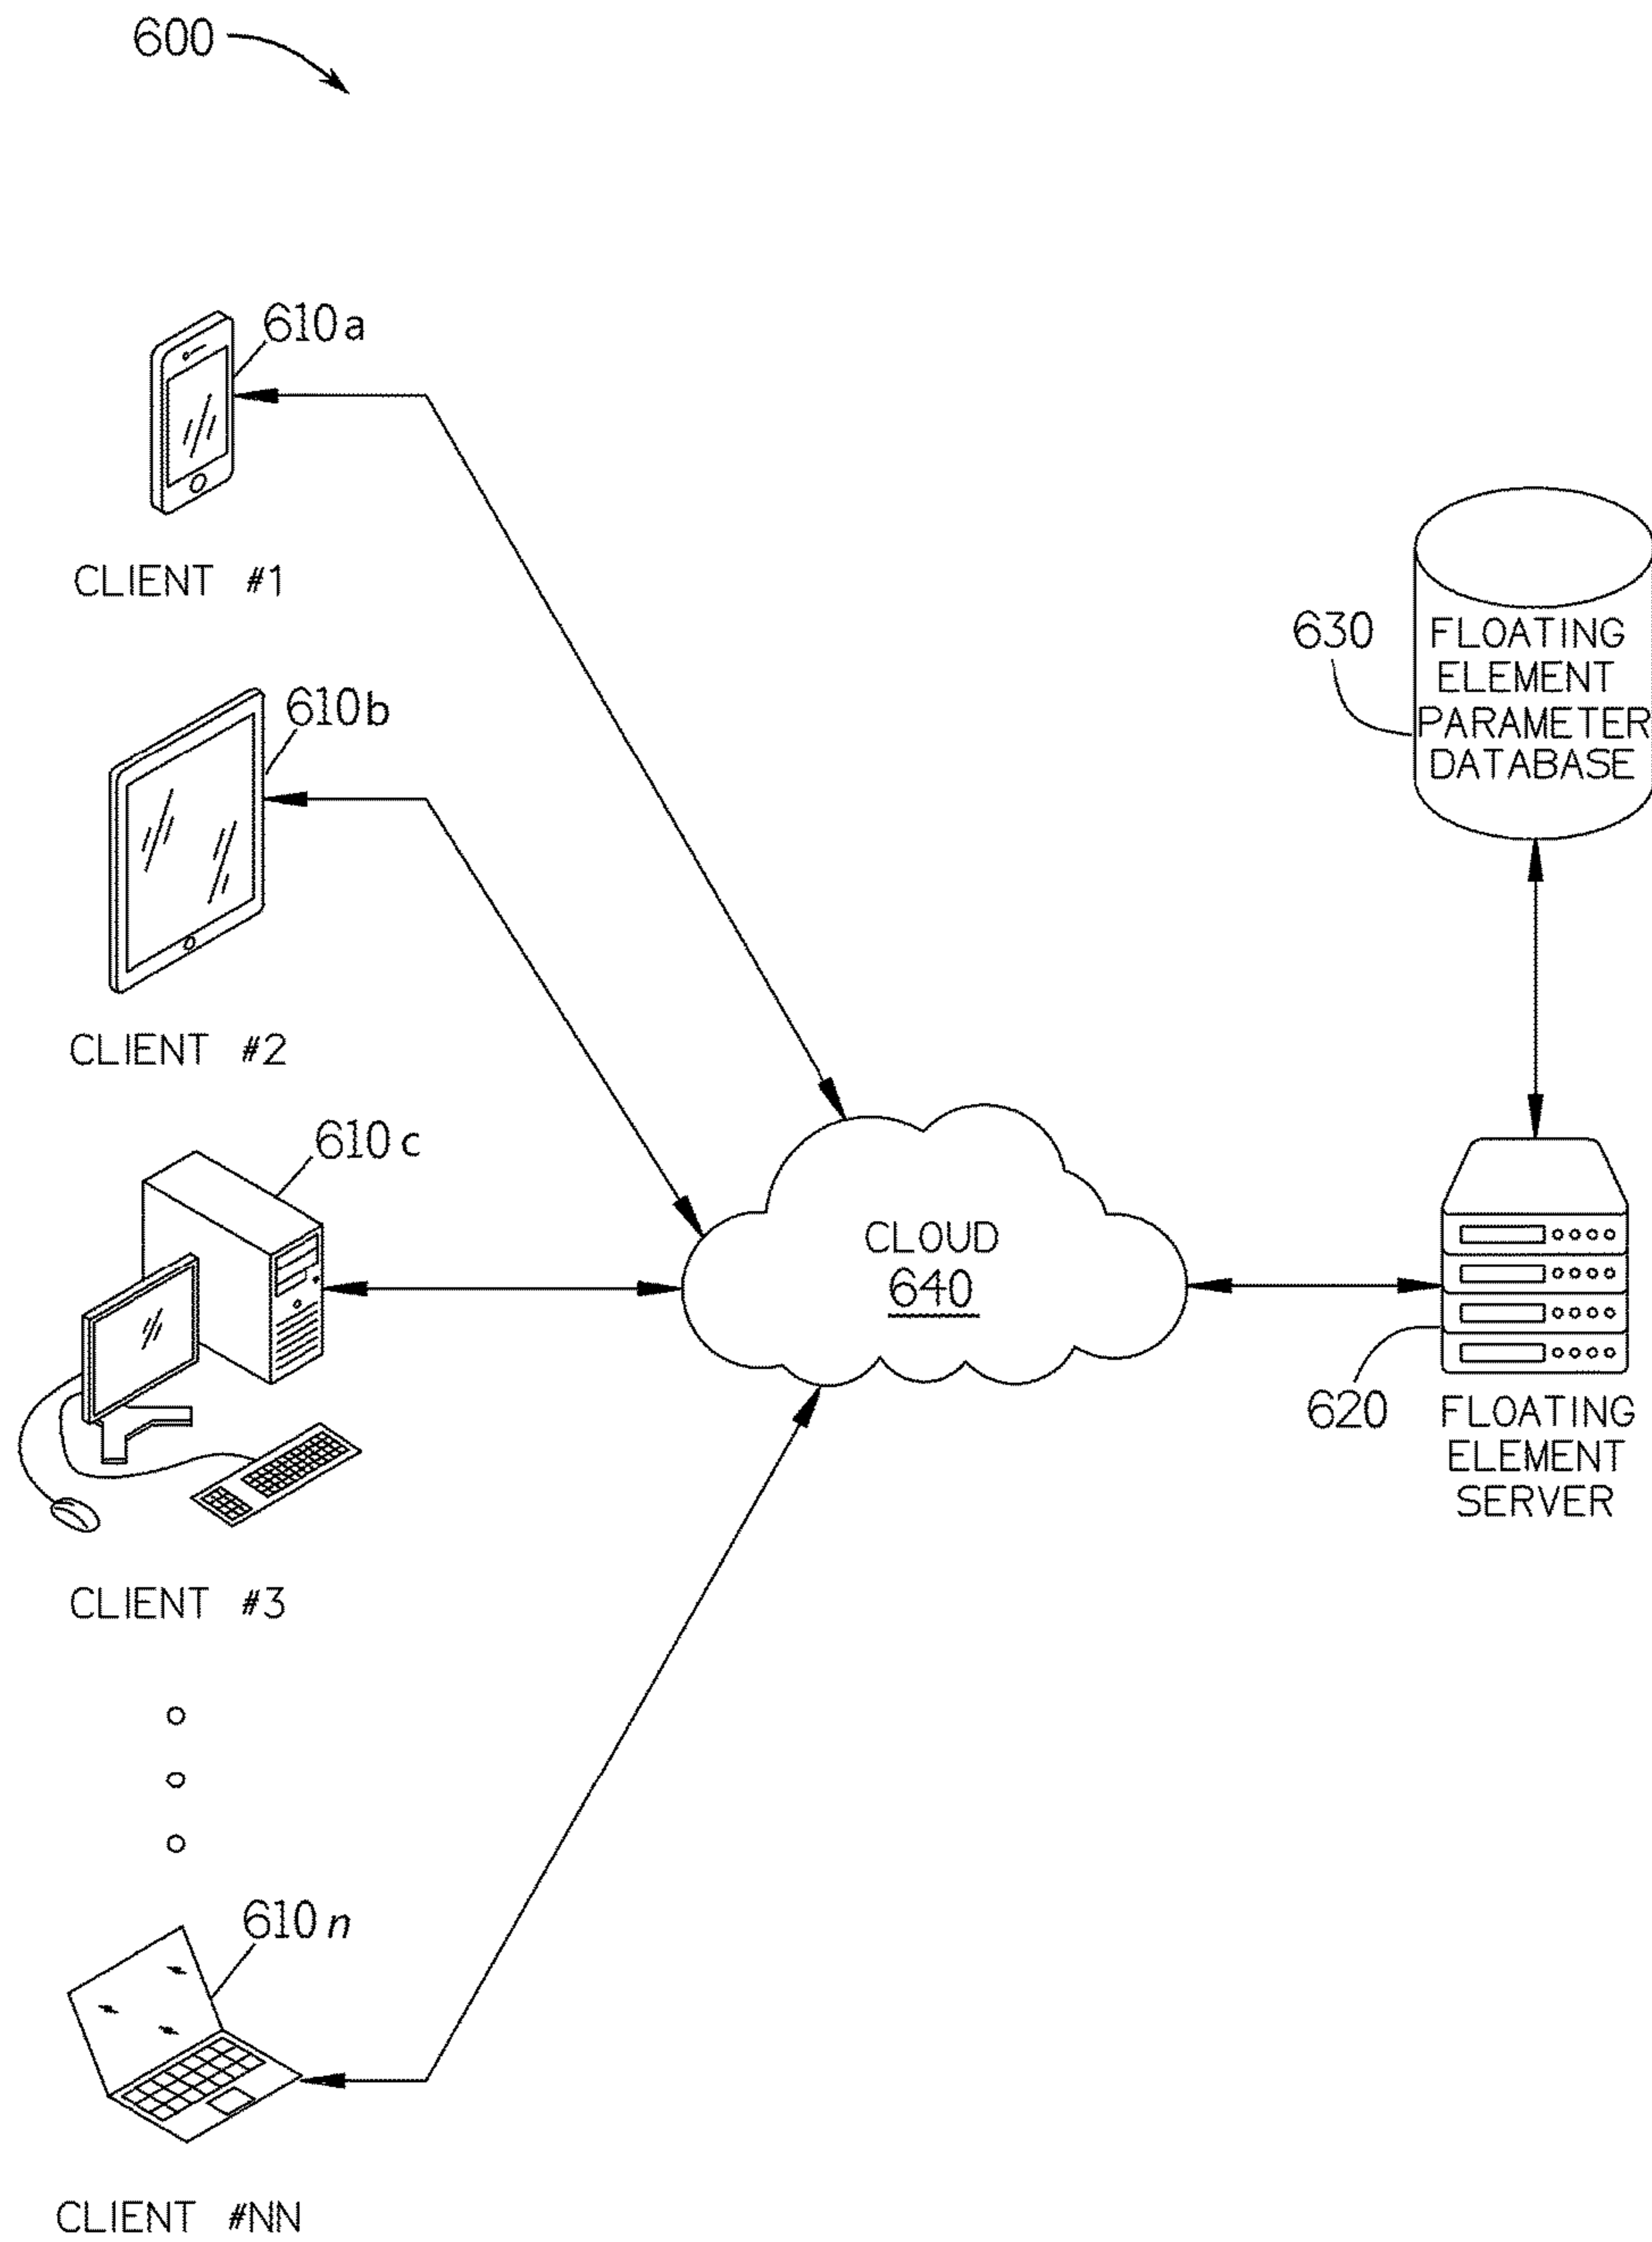 600
610a
CLIENT #1
610b
CLIENT #2
610c
CLIENT #3
610n
CLIENT #NN
CLOUD
640
630
FLOATING
ELEMENT
PARAMETER
DATABASE
620
FLOATING
ELEMENT
SERVER